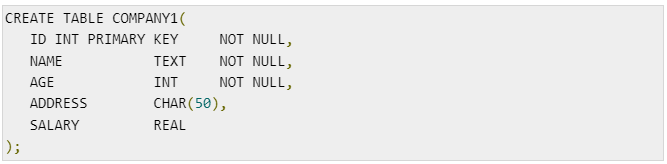 CREATE TABLE COMPANY1(
   ID INT PRIMARY KEY     NOT NULL,
   NAME           TEXT    NOT NULL,
   AGE            INT     NOT NULL,
   ADDRESS        CHAR(50),
   SALARY         REAL
);